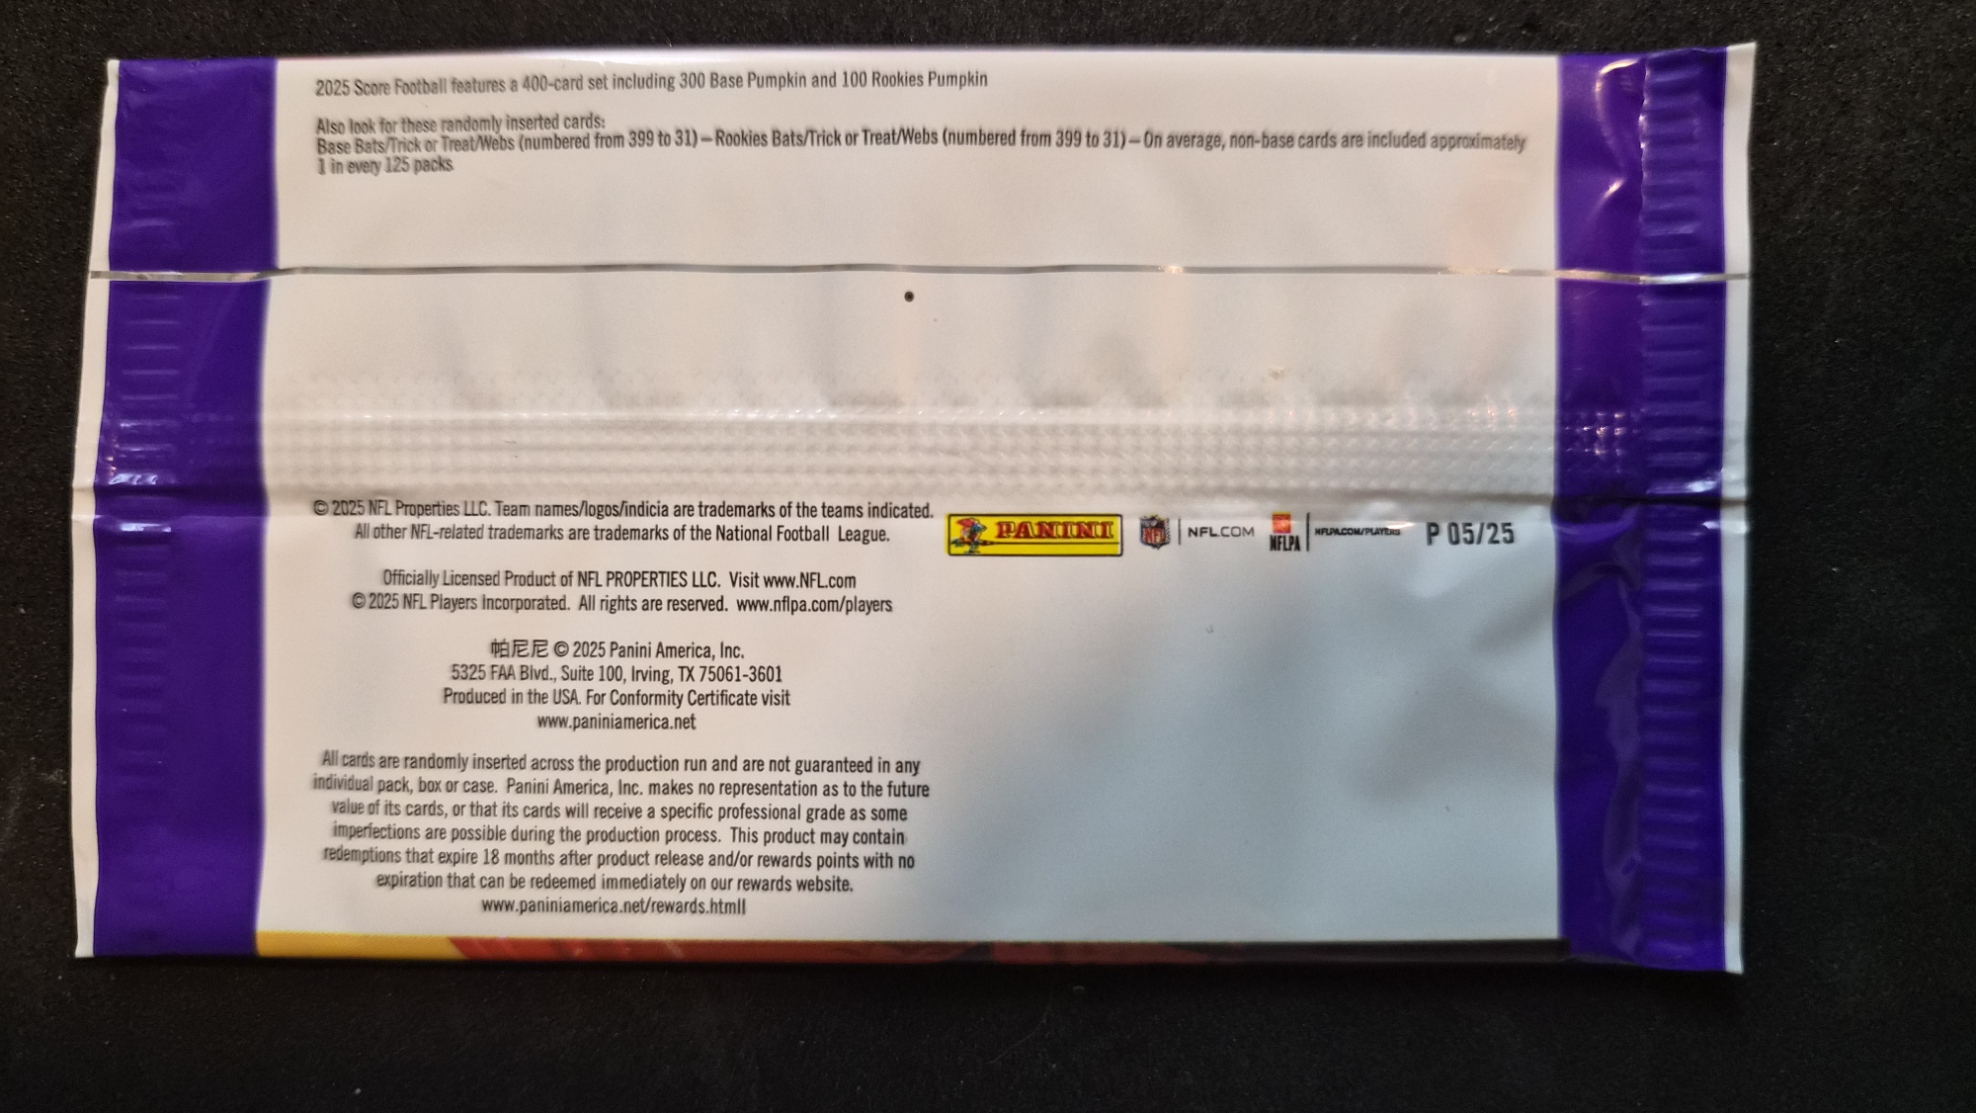 2025 Score Football features a 400-card set including 300 Base Pumpkin and 100 Rookies Pumpkin
Also look for these randomly inserted cards:
Base Bats/Trick or Treat/Webs (numbered from 399 to 31) – Rookies Bats/Trick or Treat/Webs (numbered from 399 to 31) – On average, non-base cards are included approximately
1 in every 125 packs
© 2025 NFL Properties LLC. Team names/logos/indicia are trademarks of the teams indicated.
All other NFL-related trademarks are trademarks of the National Football League.
PANINI NFL NFL.COM NFLPA NFLPA.COM/PLAYERS P 05/25
Officially Licensed Product of NFL PROPERTIES LLC. Visit www.NFL.com
© 2025 NFL Players Incorporated. All rights are reserved. www.nflpa.com/players
帕尼尼 © 2025 Panini America, Inc.
5325 FAA Blvd., Suite 100, Irving, TX 75061-3601
Produced in the USA. For Conformity Certificate visit
www.paniniamerica.net
All cards are randomly inserted across the production run and are not guaranteed in any
individual pack, box or case. Panini America, Inc. makes no representation as to the future
value of its cards, or that its cards will receive a specific professional grade as some
imperfections are possible during the production process. This product may contain
redemptions that expire 18 months after product release and/or rewards points with no
expiration that can be redeemed immediately on our rewards website.
www.paniniamerica.net/rewards.htmll